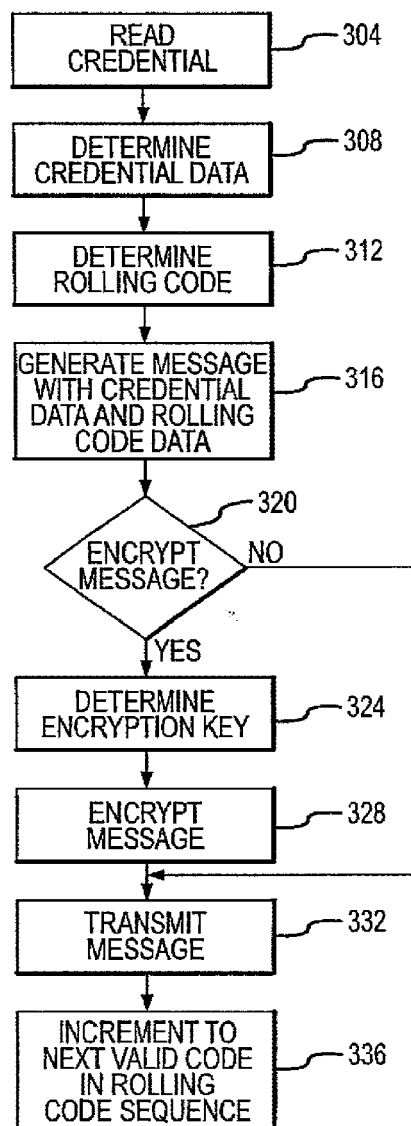 READ
CREDENTIAL
304
DETERMINE
CREDENTIAL DATA
308
DETERMINE
ROLLING CODE
312
GENERATE MESSAGE
WITH CREDENTIAL
DATA AND ROLLING
CODE DATA
316
320
ENCRYPT
MESSAGE?
NO
YES
DETERMINE
ENCRYPTION KEY
324
ENCRYPT
MESSAGE
328
TRANSMIT
MESSAGE
332
INCREMENT TO
NEXT VALID CODE
IN ROLLING
CODE SEQUENCE
336